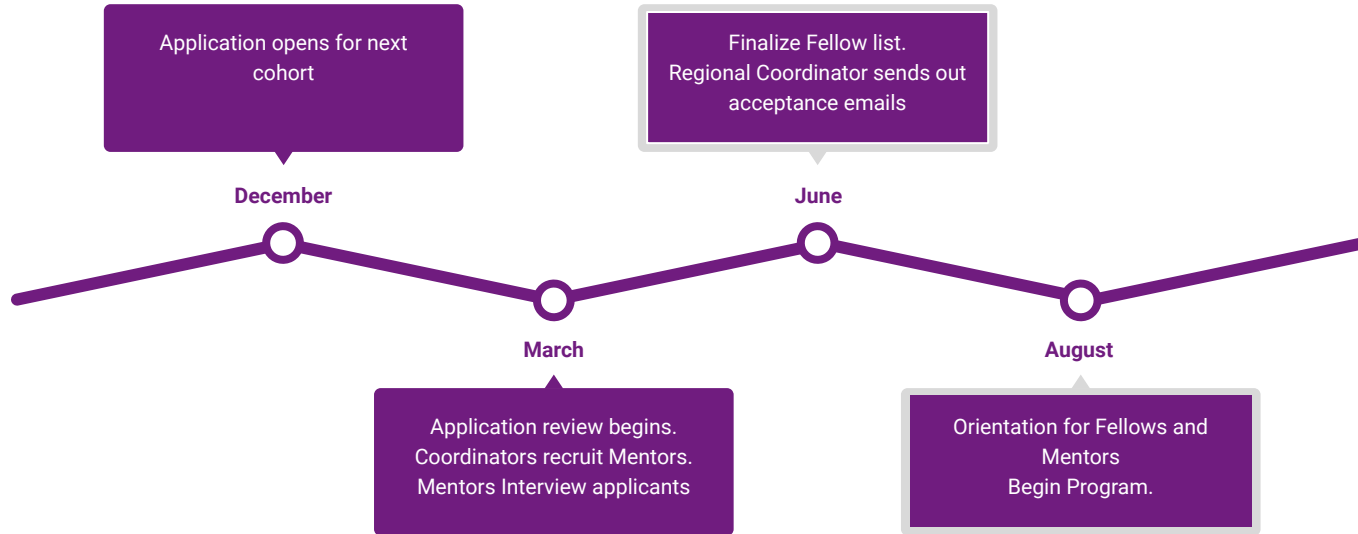 Application opens for next
cohort
December
March
Application review begins.
Coordinators recruit Mentors.
Mentors Interview applicants
Finalize Fellow list.
Regional Coordinator sends out
acceptance emails
June
August
Orientation for Fellows and
Mentors
Begin Program.